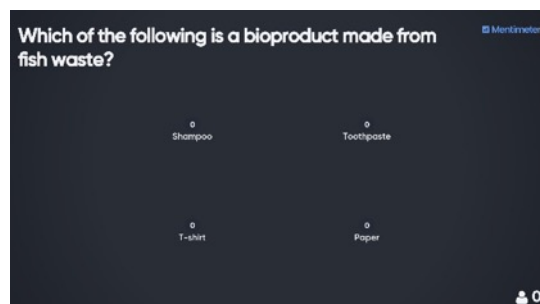 Which of the following is a bioproduct made from
fish waste?
Mentimeter
0
Shampoo
0
Toothpaste
0
T-shirt
0
Paper
0